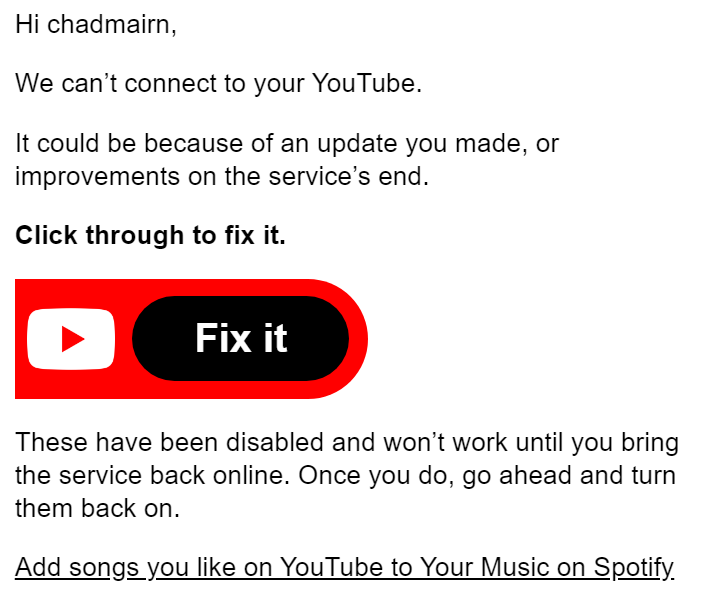 Hi chadmairn,
We can’t connect to your YouTube.
It could be because of an update you made, or
improvements on the service’s end.
Click through to fix it.
Fix it
These have been disabled and won’t work until you bring
the service back online. Once you do, go ahead and turn
them back on.
Add songs you like on YouTube to Your Music on Spotify